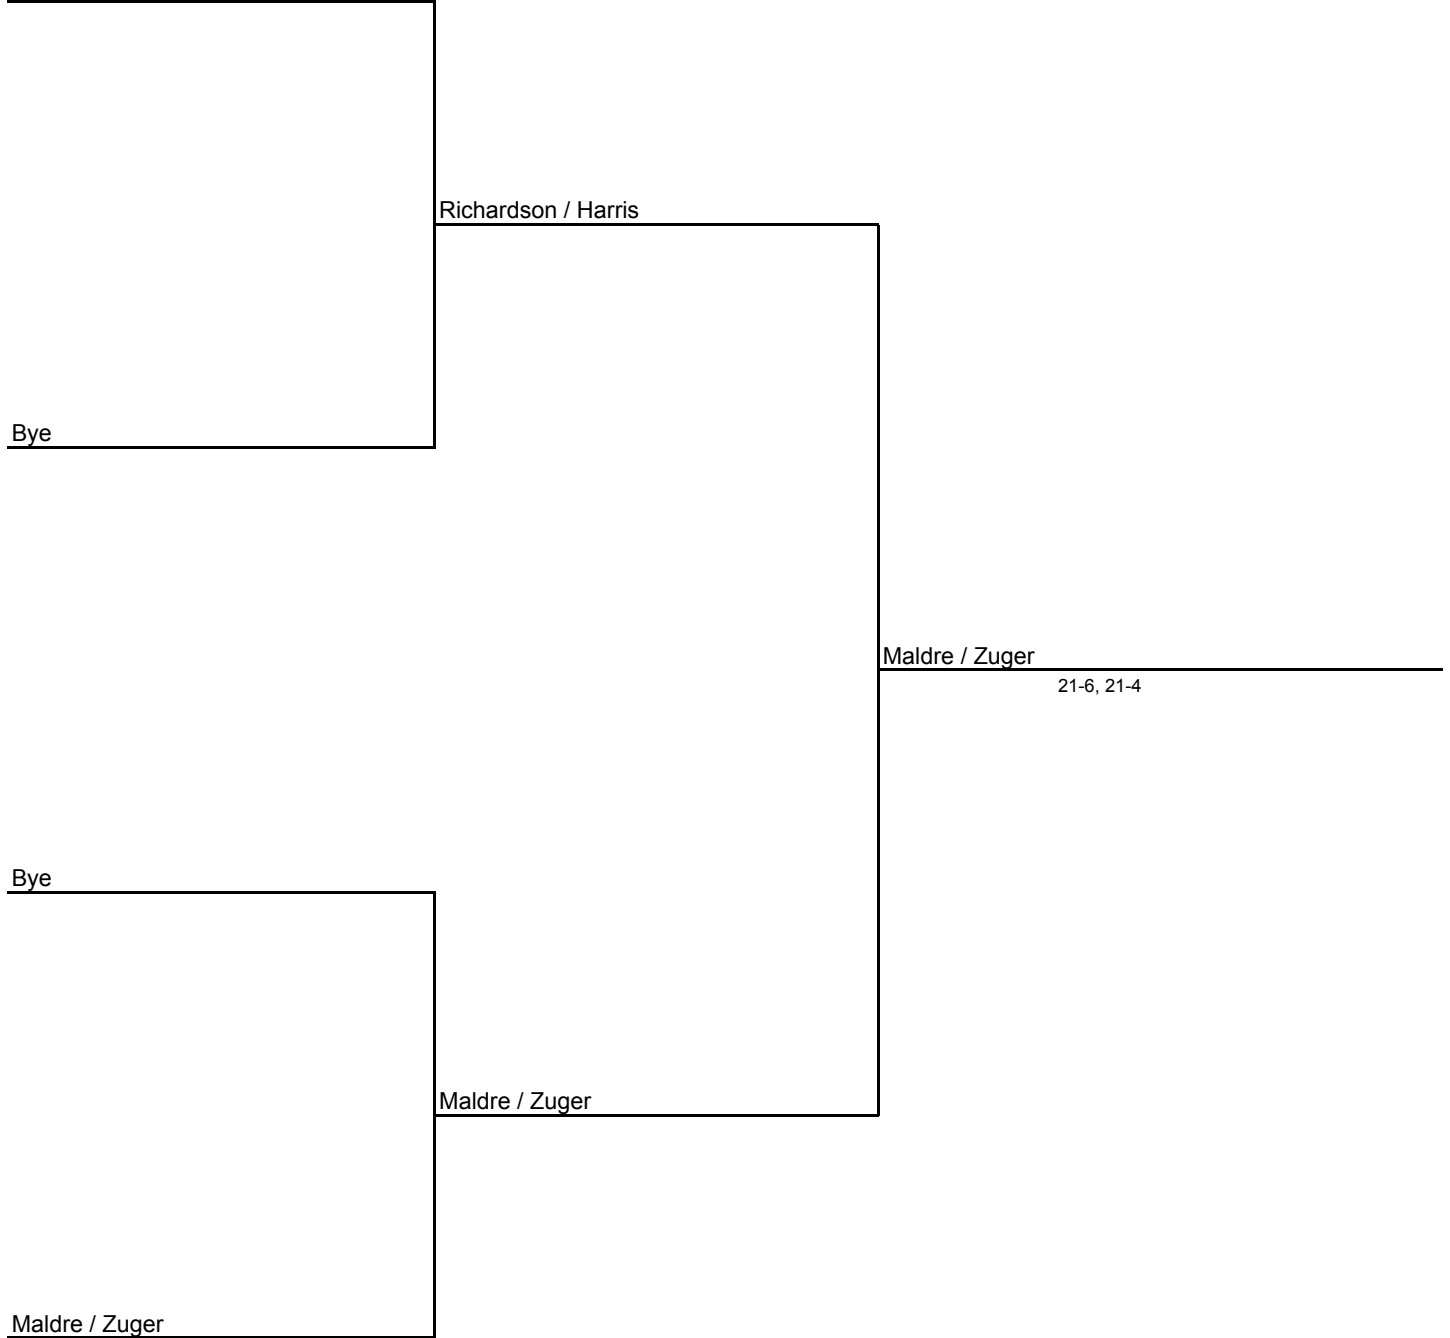 Richardson / Harris
Bye
Maldre / Zuger
21-6, 21-4
Bye
Maldre / Zuger
Maldre / Zuger